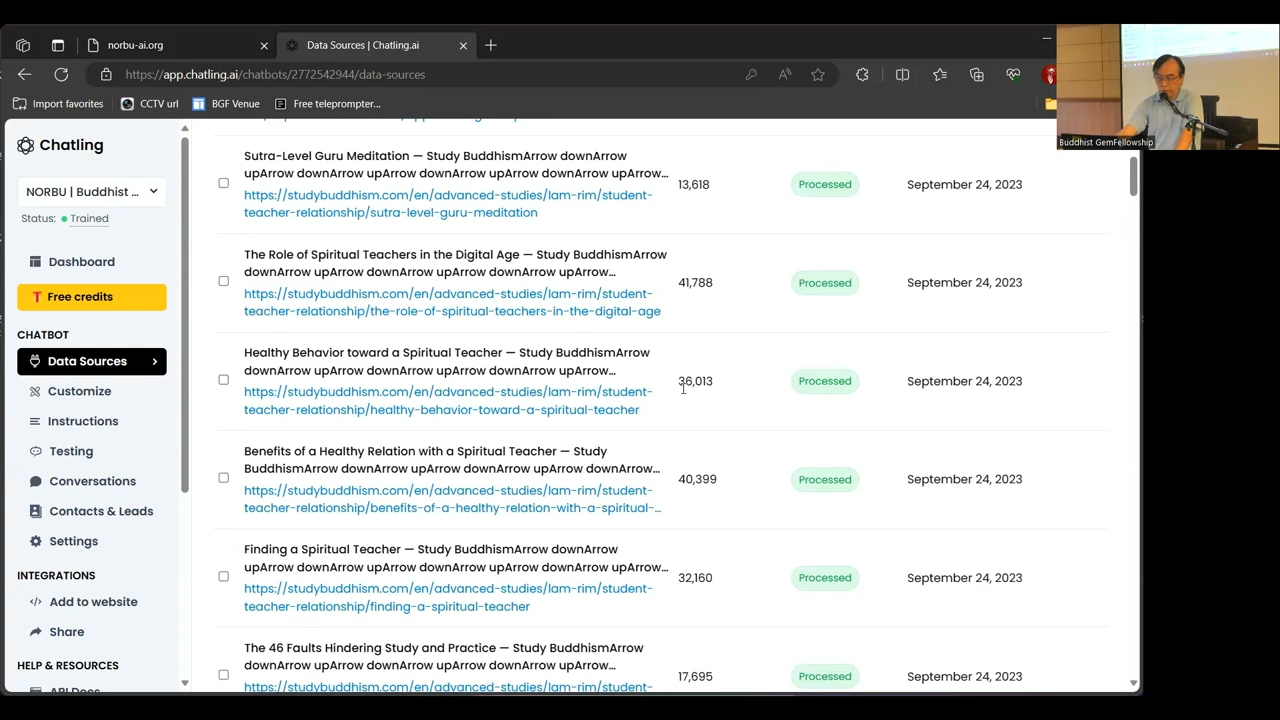 norbu-ai.org
Data Sources | Chatling.ai
https://app.chatling.ai/chatbots/2772542944/data-sources
Import favorites
CCTV url
BGF Venue
Free teleprompter...
Buddhist GemFellowship
Chatling
NORBU | Buddhist ...
Status: Trained
Dashboard
Free credits
CHATBOT
Data Sources
Customize
Instructions
Testing
Conversations
Contacts & Leads
Settings
INTEGRATIONS
Add to website
Share
HELP & RESOURCES
API Docs
Sutra-Level Guru Meditation — Study BuddhismArrow downArrow
upArrow downArrow upArrow downArrow upArrow downArrow upArrow...
https://studybuddhism.com/en/advanced-studies/lam-rim/student-
teacher-relationship/sutra-level-guru-meditation
13,618
Processed
September 24, 2023
The Role of Spiritual Teachers in the Digital Age — Study BuddhismArrow
downArrow upArrow downArrow upArrow downArrow upArrow...
https://studybuddhism.com/en/advanced-studies/lam-rim/student-
teacher-relationship/the-role-of-spiritual-teachers-in-the-digital-age
41,788
Processed
September 24, 2023
Healthy Behavior toward a Spiritual Teacher — Study BuddhismArrow
downArrow upArrow downArrow upArrow downArrow upArrow...
https://studybuddhism.com/en/advanced-studies/lam-rim/student-
teacher-relationship/healthy-behavior-toward-a-spiritual-teacher
36,013
Processed
September 24, 2023
Benefits of a Healthy Relation with a Spiritual Teacher — Study
BuddhismArrow downArrow upArrow downArrow upArrow downArrow...
https://studybuddhism.com/en/advanced-studies/lam-rim/student-
teacher-relationship/benefits-of-a-healthy-relation-with-a-spiritual-...
40,399
Processed
September 24, 2023
Finding a Spiritual Teacher — Study BuddhismArrow downArrow
upArrow downArrow upArrow downArrow upArrow downArrow upArrow...
https://studybuddhism.com/en/advanced-studies/lam-rim/student-
teacher-relationship/finding-a-spiritual-teacher
32,160
Processed
September 24, 2023
The 46 Faults Hindering Study and Practice — Study BuddhismArrow
downArrow upArrow downArrow upArrow downArrow upArrow...
https://studybuddhism.com/en/advanced-studies/lam-rim/student-
17,695
Processed
September 24, 2023